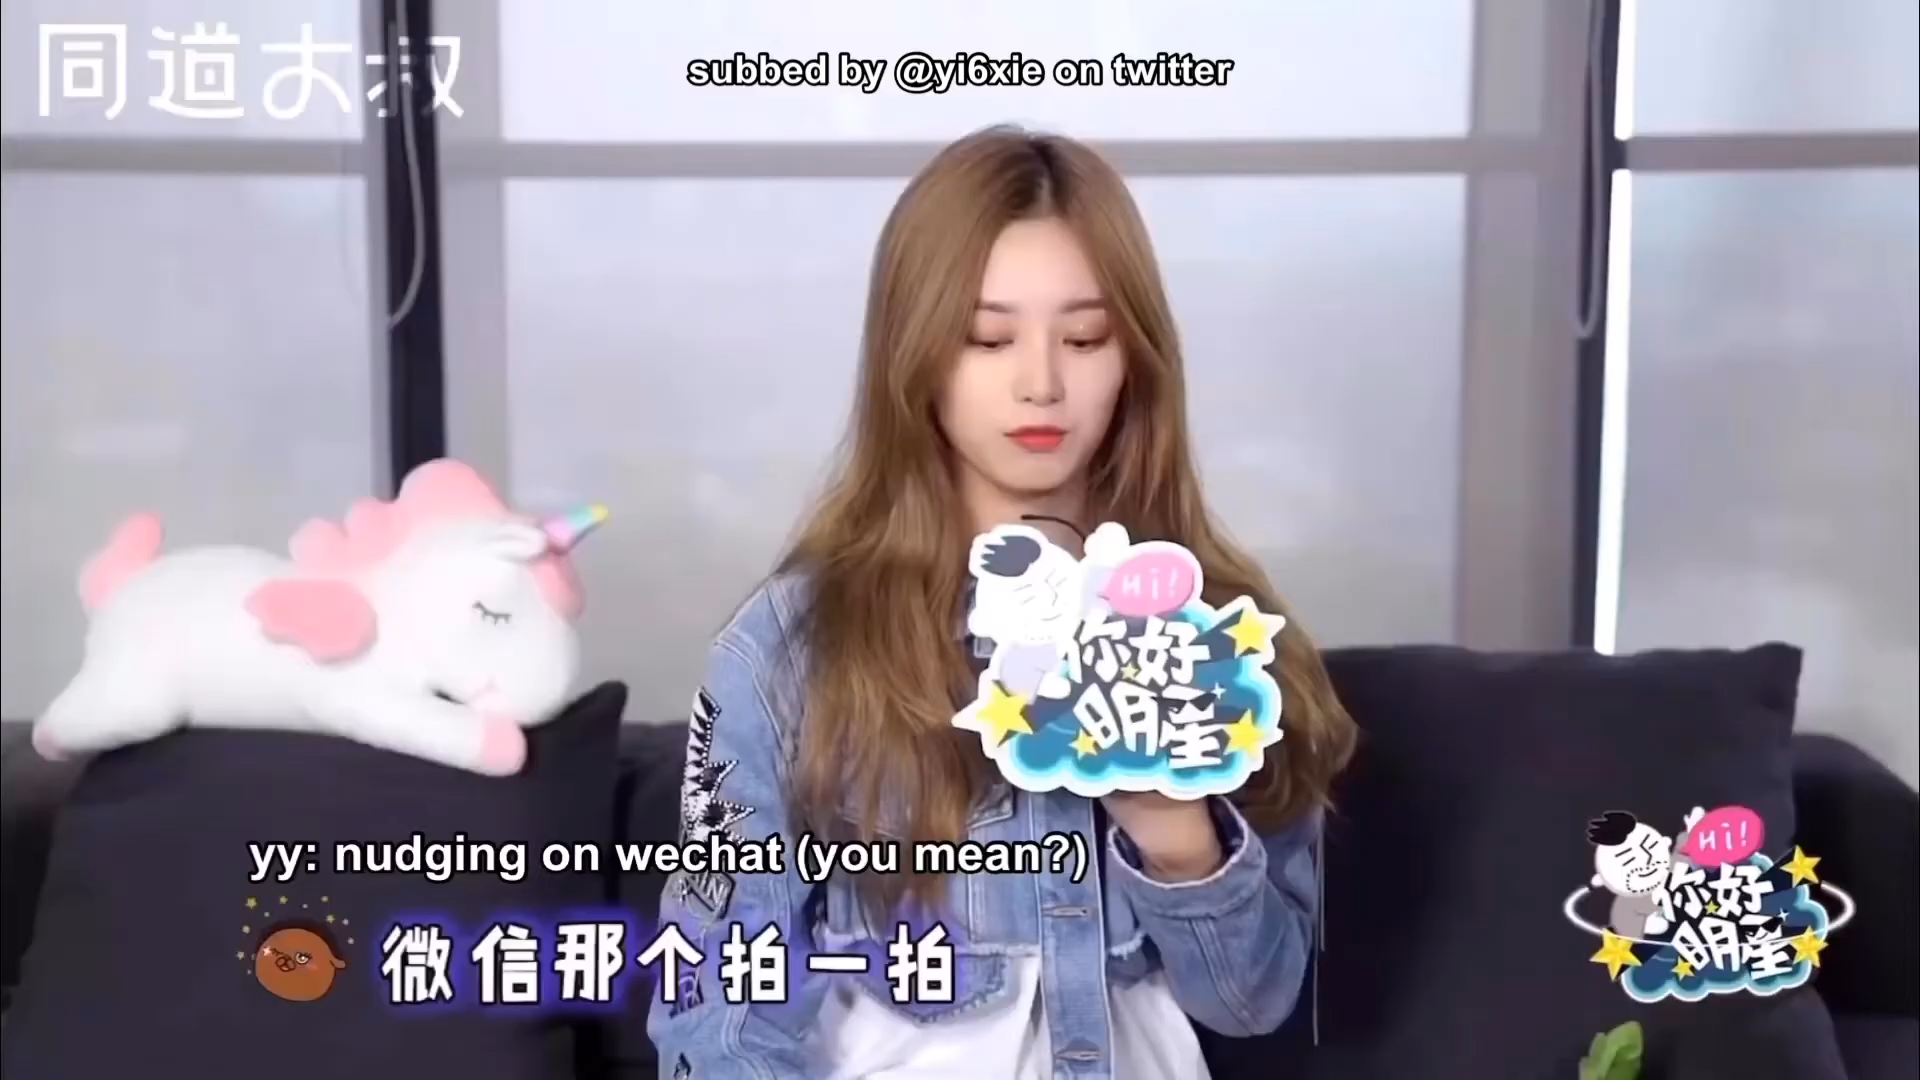 同道大叔
subbed by @yi6xie on twitter
Hi!
你好
明星
yy: nudging on wechat (you mean?)
微信那个拍一拍
Hi!
你好
明星